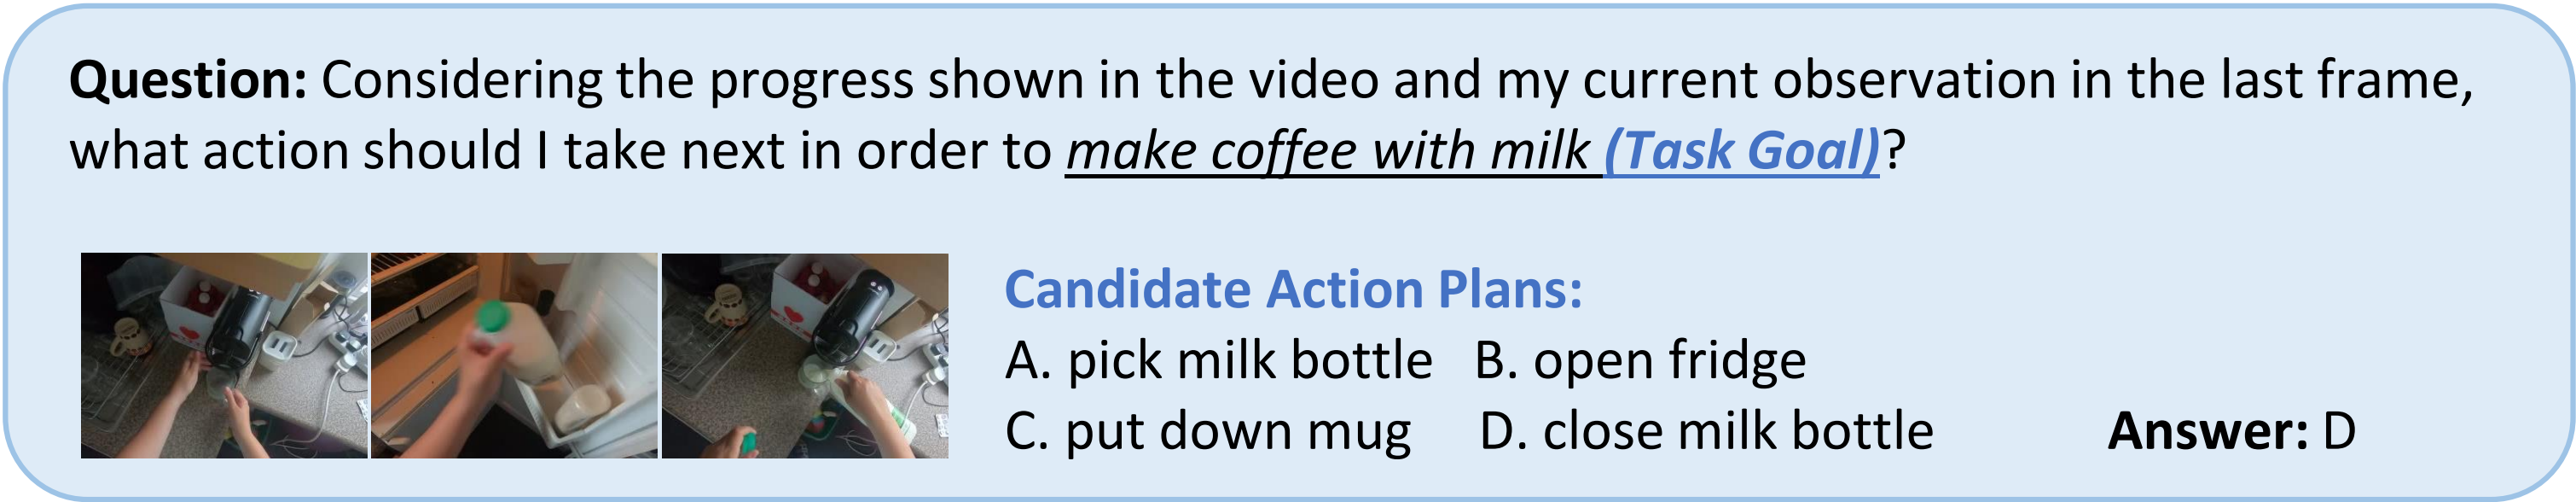 Question: Considering the progress shown in the video and my current observation in the last frame,
what action should I take next in order to make coffee with milk (Task Goal)?
Candidate Action Plans:
A. pick milk bottle B. open fridge
C. put down mug D. close milk bottle
Answer: D